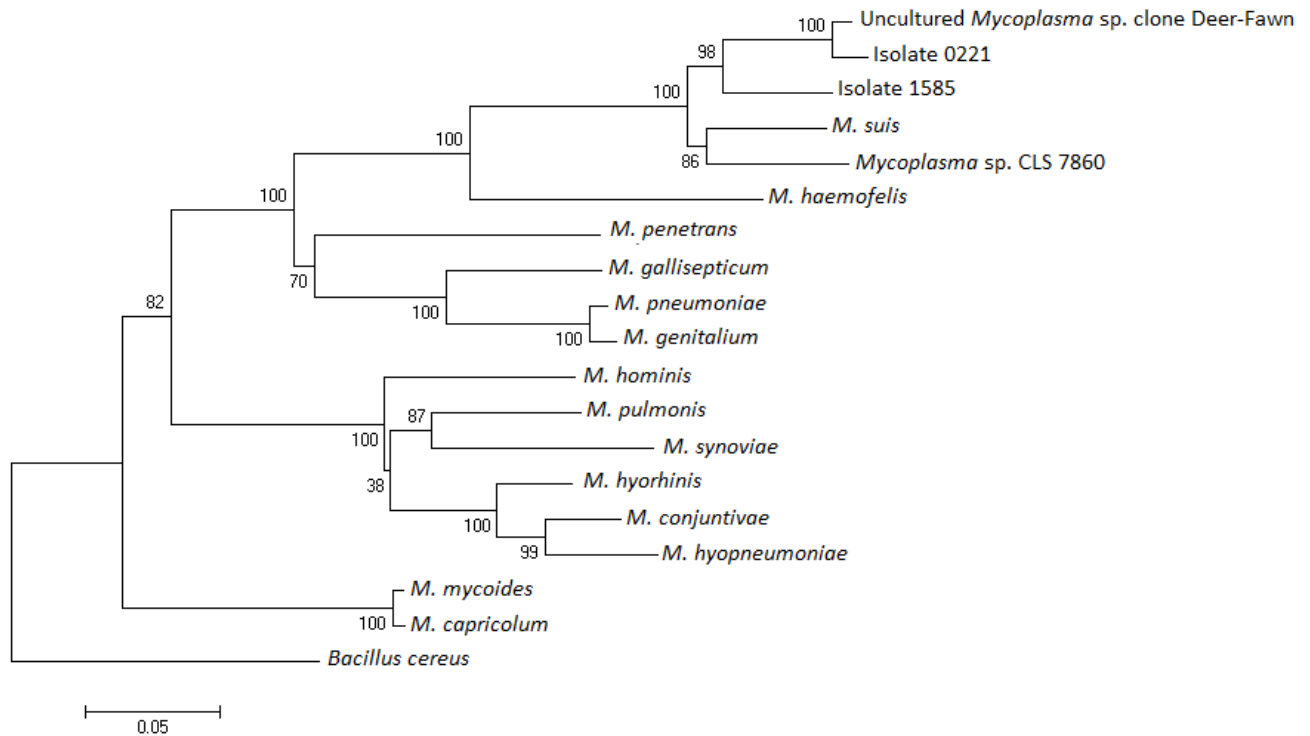 100
Uncultured Mycoplasma sp. clone Deer-Fawn
98
Isolate 0221
100
Isolate 1585
100
M. suis
86
Mycoplasma sp. CLS 7860
100
M. haemofelis
M. penetrans
70
M. gallisepticum
82
100
M. pneumoniae
100
M. genitalium
M. hominis
87
M. pulmonis
100
M. synoviae
38
M. hyorhinis
100
M. conjuntivae
99
M. hyopneumoniae
M. mycoides
100
M. capricolum
Bacillus cereus
0.05